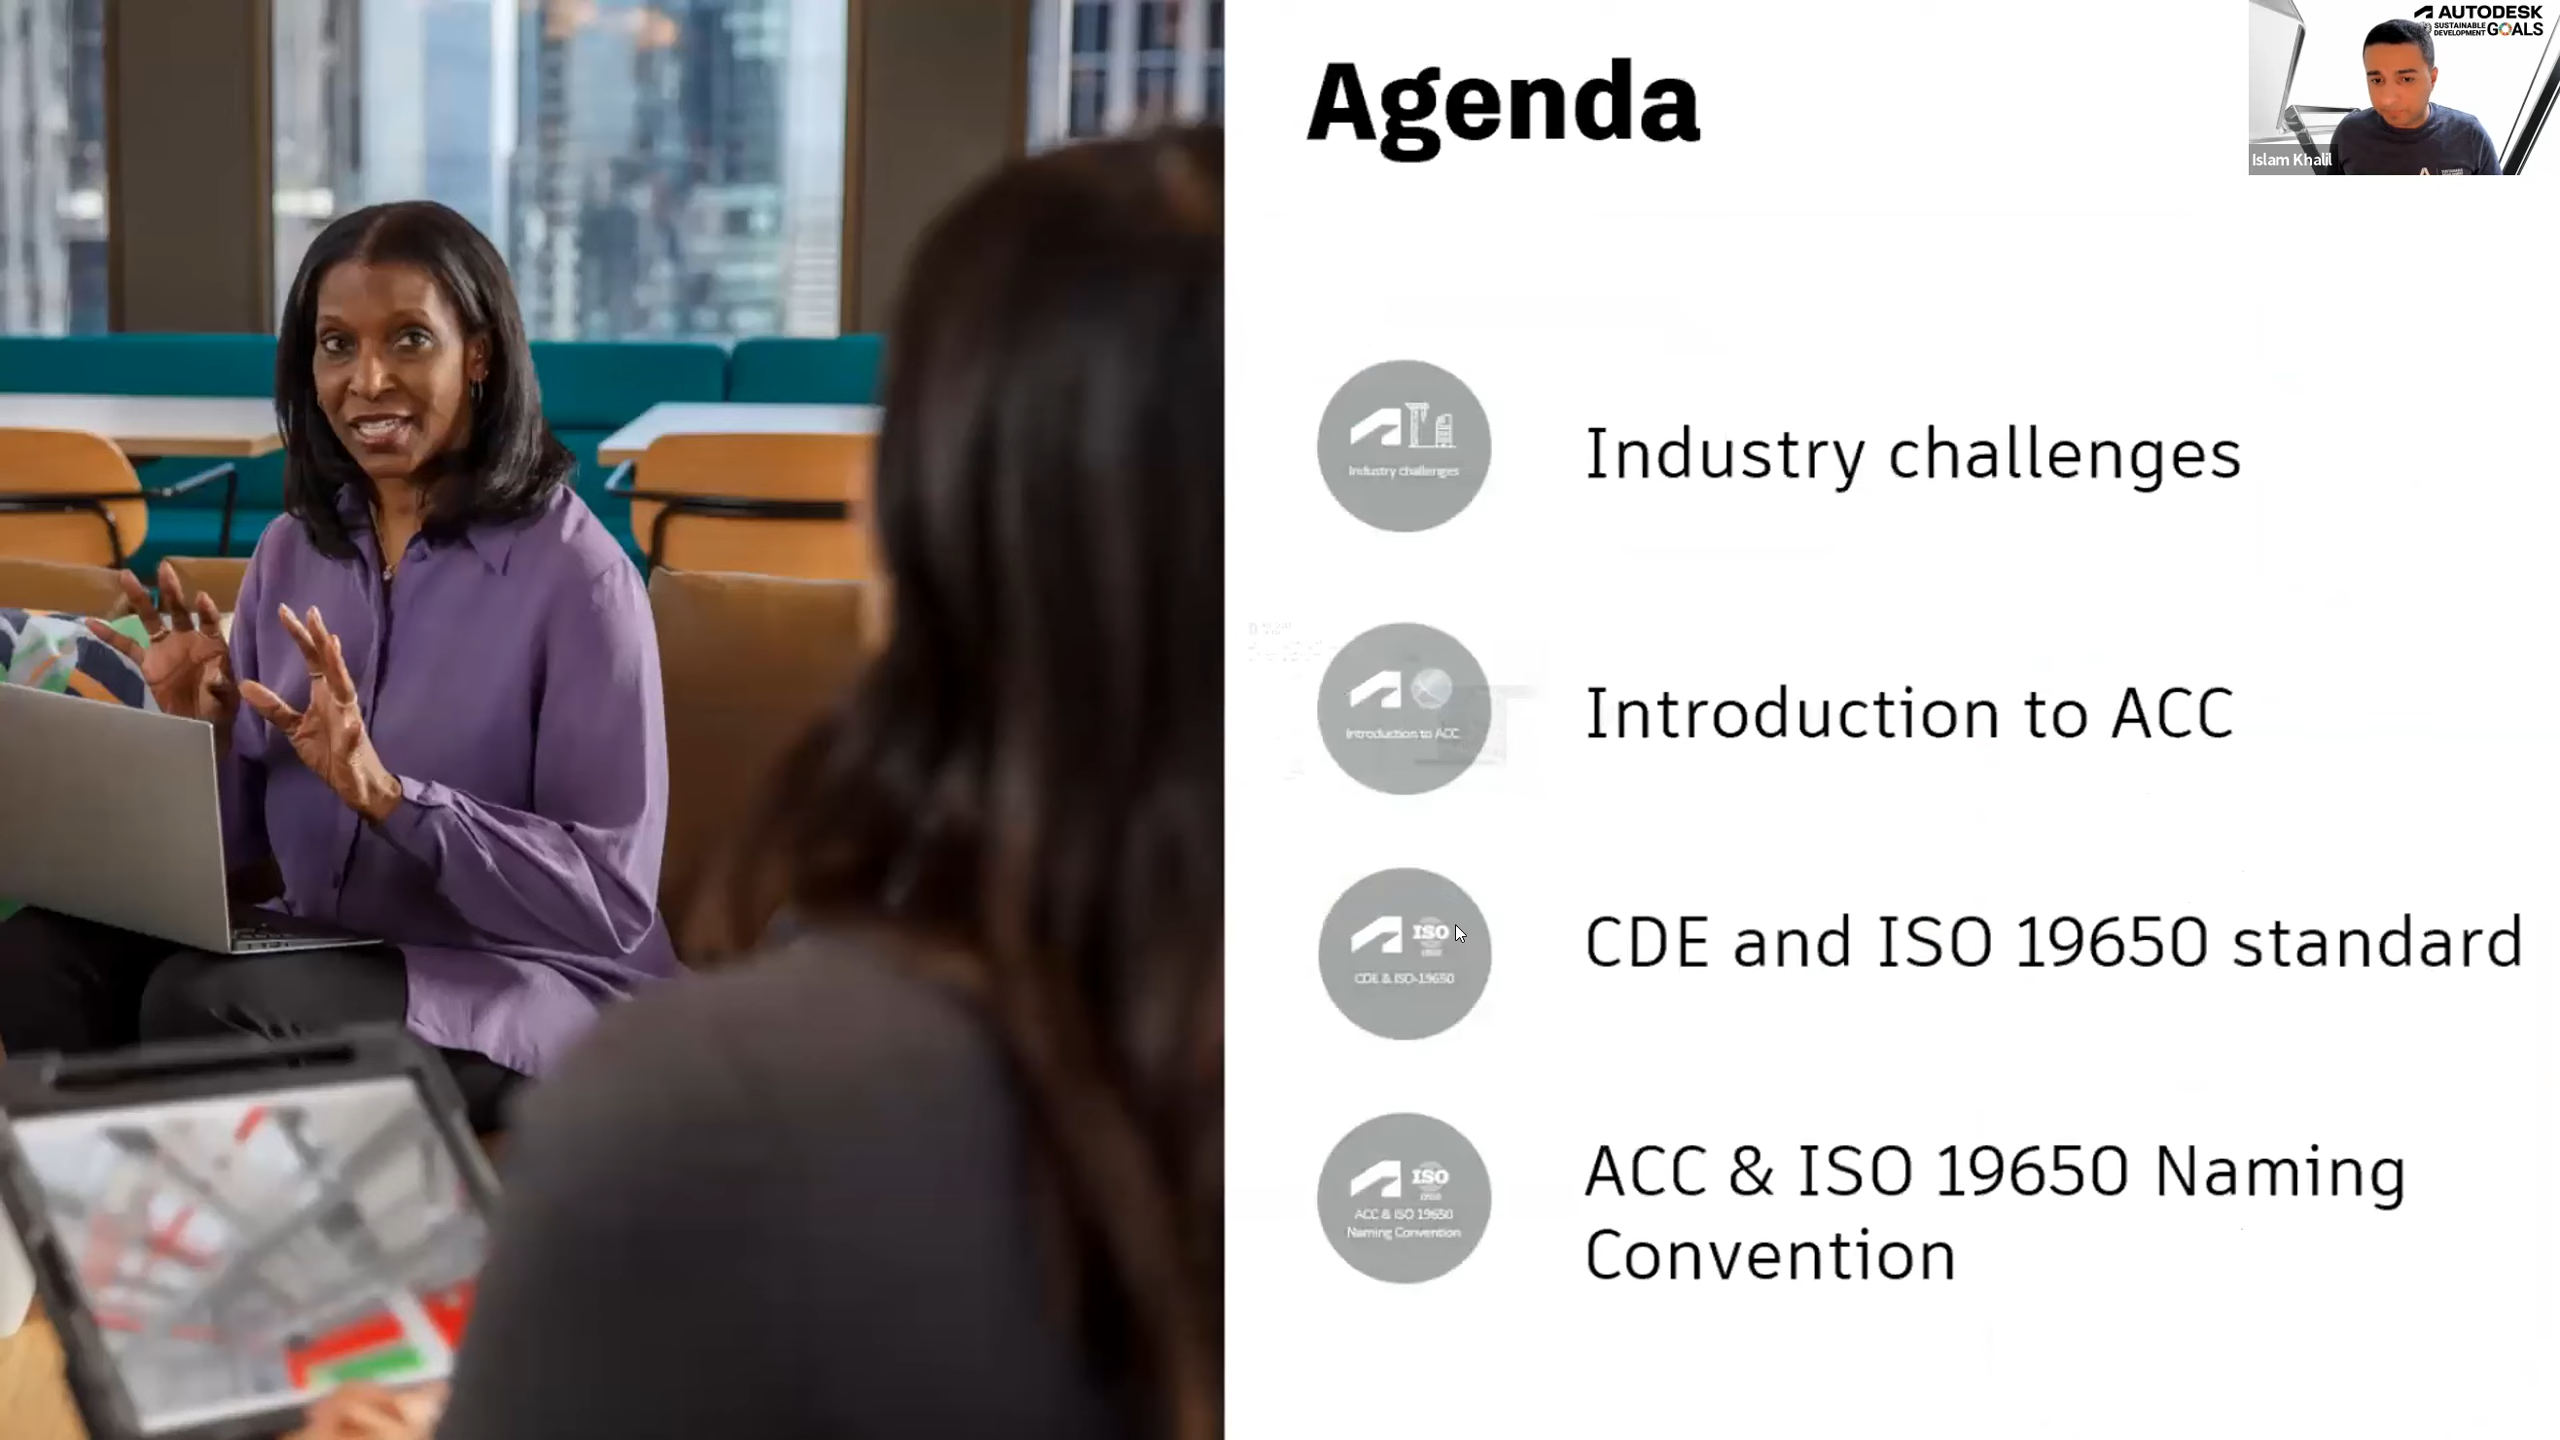 Agenda
AUTODESK
SUSTAINABLE
DEVELOPMENT GOALS
Islam Khalil
Industry challenges
Industry challenges
Introduction to ACC
Introduction to ACC
ISO
CDE & ISO-19650
CDE and ISO 19650 standard
ISO
19650
ACC & ISO 19650
Naming Convention
ACC & ISO 19650 Naming
Convention